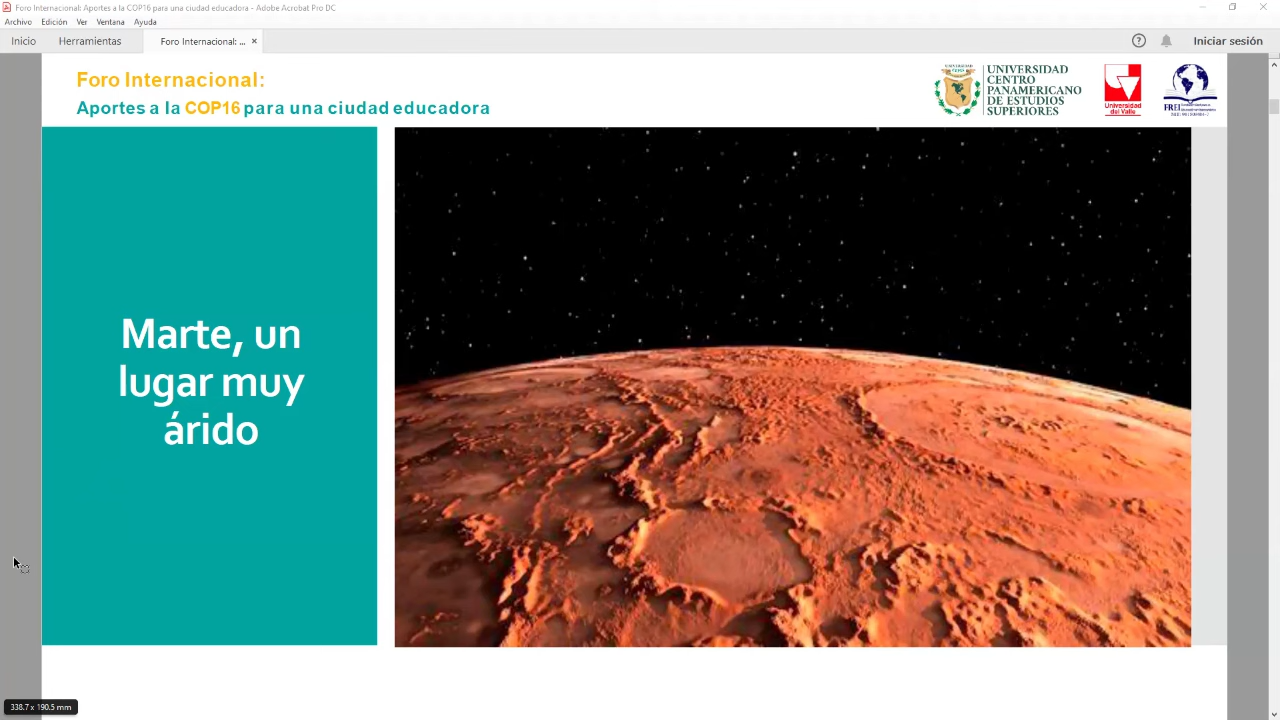 Foro Internacional: Aportes a la COP16 para una ciudad educadora - Adobe Acrobat Pro DC
Archivo Edición Ver Ventana Ayuda
Inicio Herramientas Foro Internacional: ... × Iniciar sesión
Foro Internacional:
Aportes a la COP16 para una ciudad educadora
UNIVERSIDAD
CENTRO
PANAMERICANO
DE ESTUDIOS
SUPERIORES
Universidad
del Valle
FREI
Marte, un
lugar muy
árido
338.7 x 190.5 mm